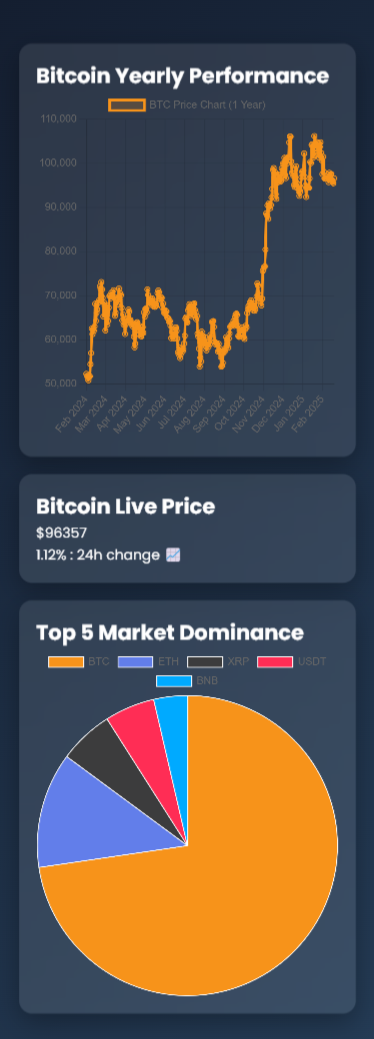 Bitcoin Yearly Performance
BTC Price Chart (1 Year)
110,000
100,000
90,000
80,000
70,000
60,000
50,000
Feb 2024
Mar 2024
Apr 2024
May 2024
Jun 2024
Jul 2024
Aug 2024
Sep 2024
Oct 2024
Nov 2024
Dec 2024
Jan 2025
Feb 2025
Bitcoin Live Price
$96357
1.12% : 24h change 📈
Top 5 Market Dominance
BTC ETH XRP USDT
BNB